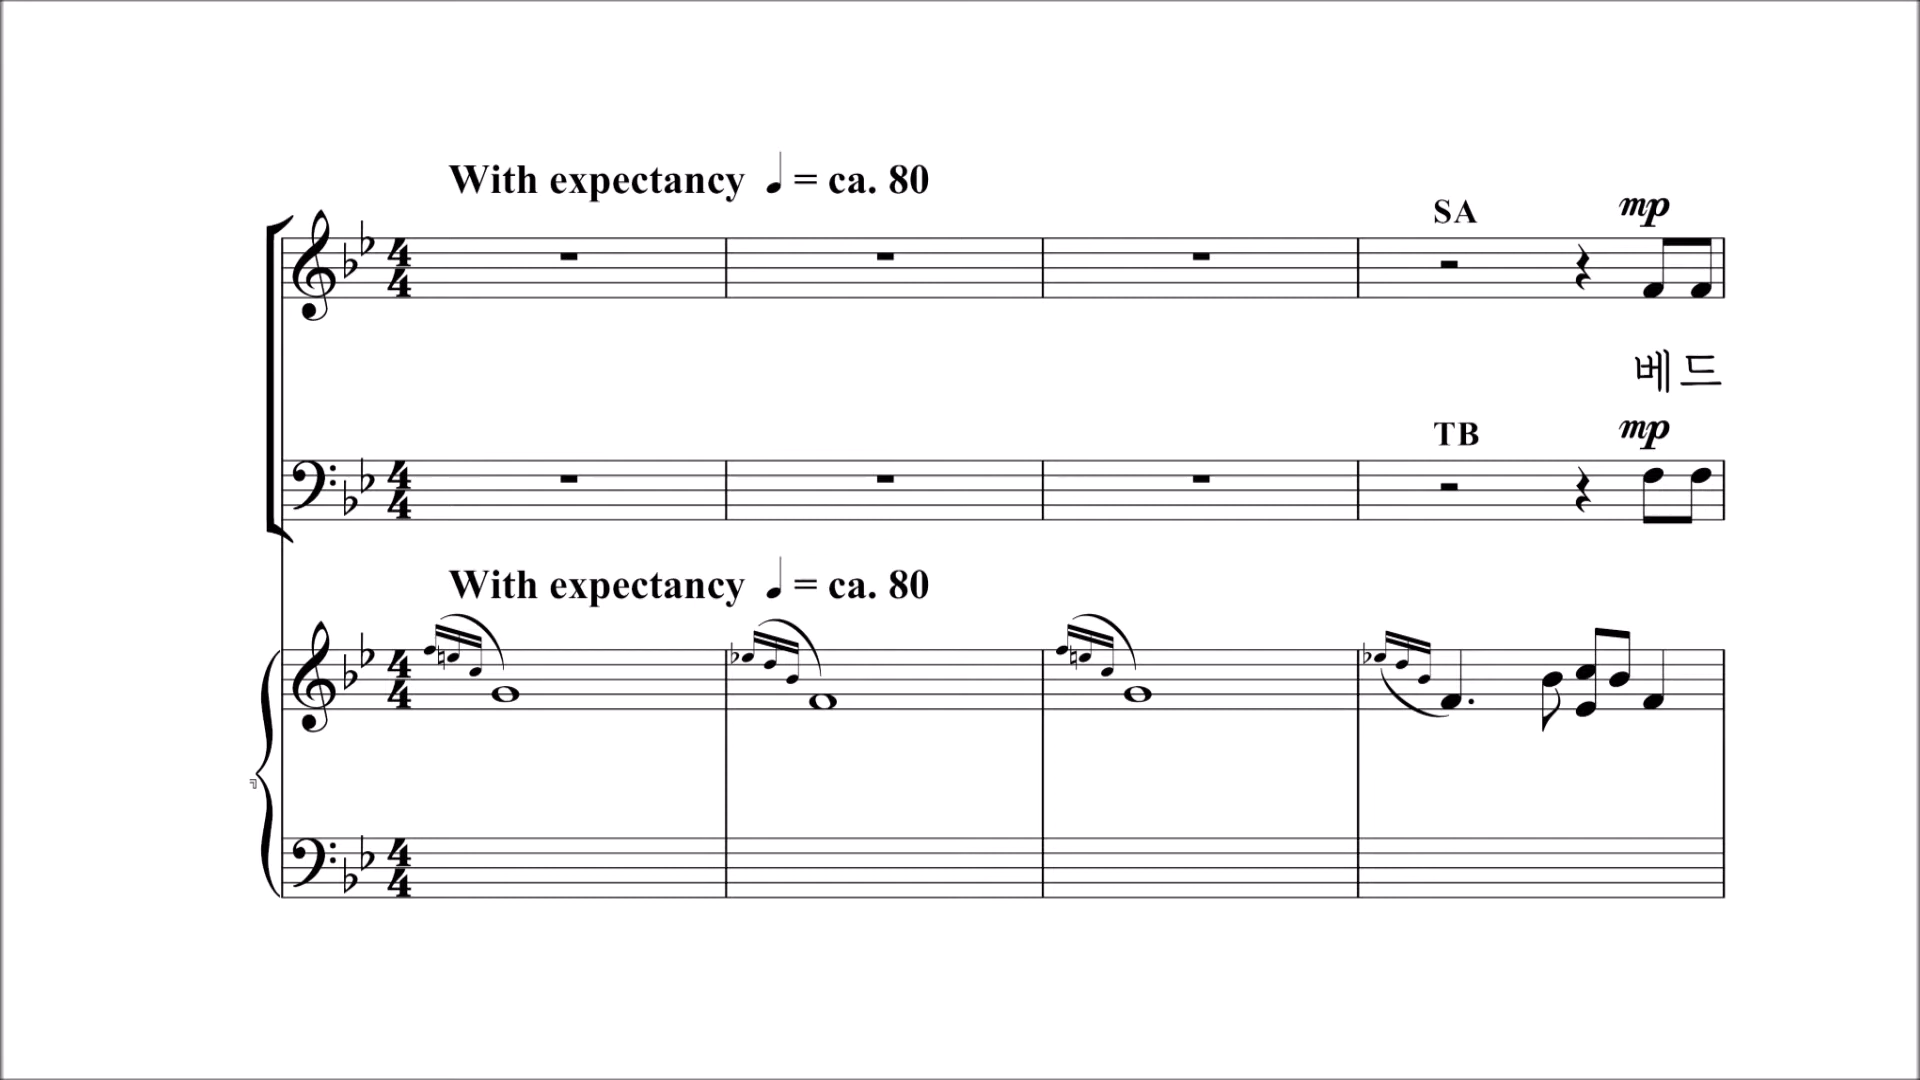 With expectancy ♩ = ca. 80
SA mp
베드
TB mp
With expectancy ♩ = ca. 80